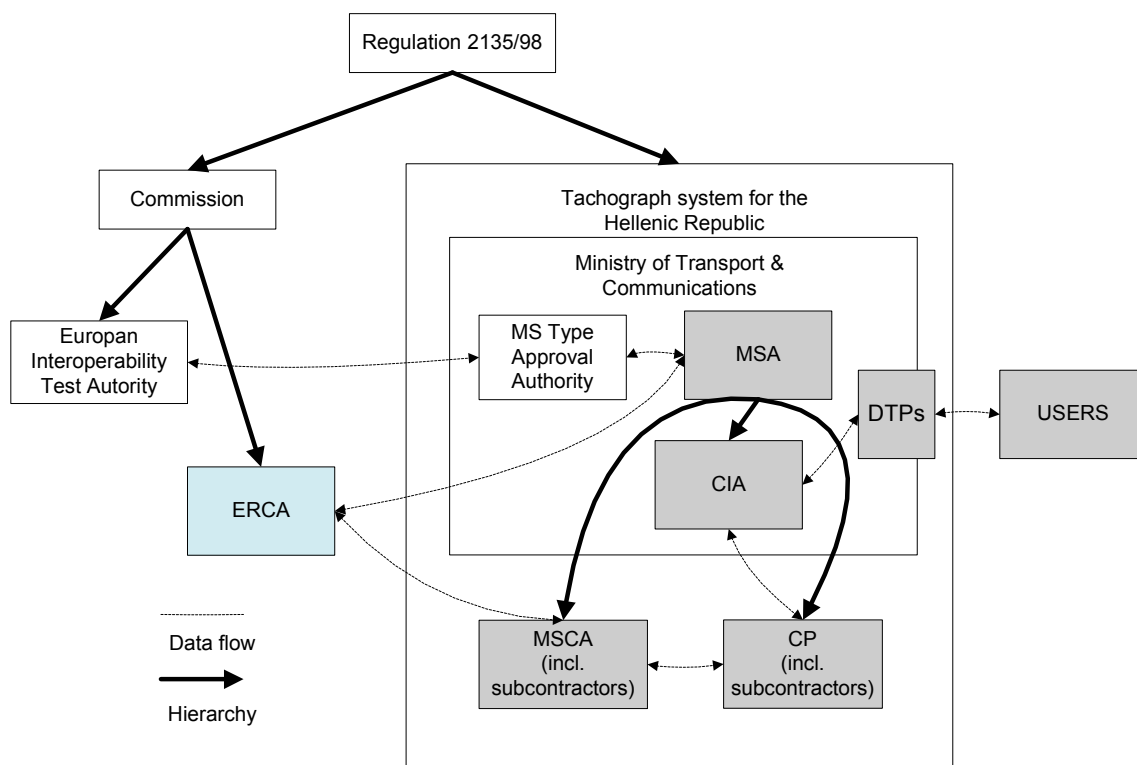 Regulation 2135/98
Commission
Tachograph system for the
Hellenic Republic
Ministry of Transport &
Communications
Europan
Interoperability
Test Autority
MS Type
Approval
Authority
MSA
DTPs
USERS
CIA
ERCA
MSCA
(incl.
subcontractors)
CP
(incl.
subcontractors)
Data flow
Hierarchy